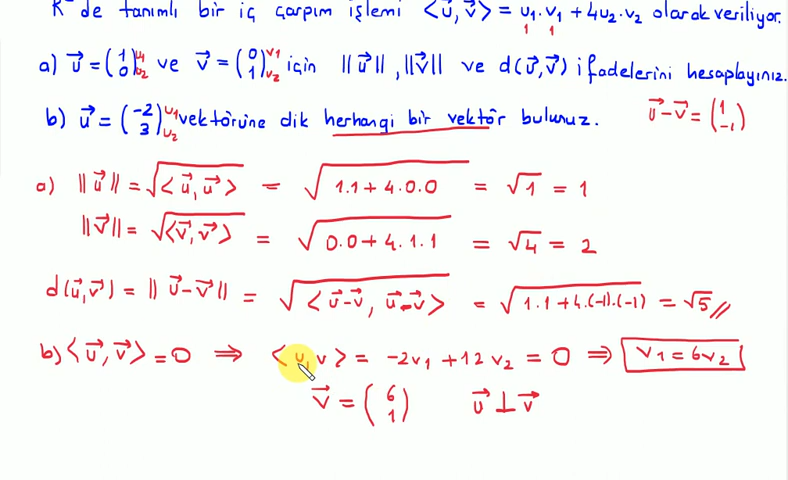 R'de tanımlı bir iç çarpım işlemi ⟨u⃗, v⃗⟩ = u₁.v₁ + 4u₂.v₂ olarak veriliyor.
1 1
a) u⃗ = (1 0) u₁ u₂ ve v⃗ = (0 1) v₁ v₂ için ||u⃗||, ||v⃗|| ve d(u⃗,v⃗) ifadelerini hesaplayınız.
b) u⃗ = (-2 3) u₁ u₂ vektörüne dik herhangi bir vektör bulunuz. u⃗-v⃗ = (1 -1)
a) ||u⃗|| = √⟨u⃗, u⃗⟩ = √1.1 + 4.0.0 = √1 = 1
||v⃗|| = √⟨v⃗, v⃗⟩ = √0.0 + 4.1.1 = √4 = 2
d(u⃗,v⃗) = ||u⃗-v⃗|| = √⟨u⃗-v⃗, u⃗-v⃗⟩ = √1.1+4.(-1).(-1) = √5 //
b) ⟨u⃗, v⃗⟩ = 0 ⇒ ⟨u, v⟩ = -2v₁ + 12v₂ = 0 ⇒ v₁ = 6v₂
v⃗ = (6 1) u⃗ ⊥ v⃗